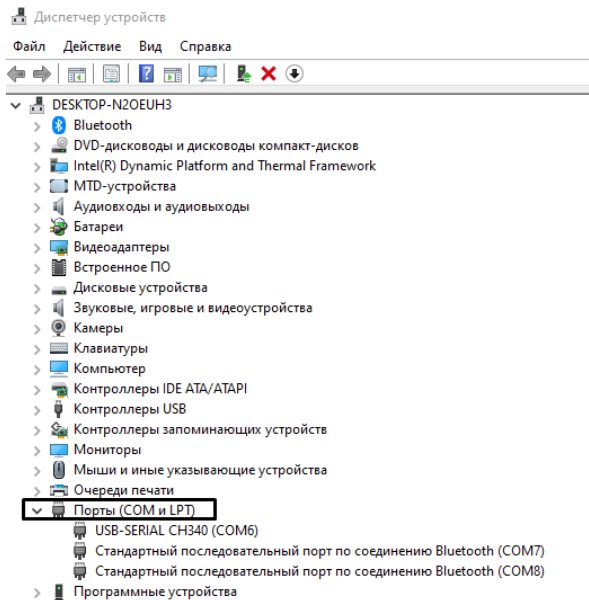 Диспетчер устройств
Файл Действие Вид Справка
DESKTOP-N2OEUH3
Bluetooth
DVD-дисководы и дисководы компакт-дисков
Intel(R) Dynamic Platform and Thermal Framework
MTD-устройства
Аудиовходы и аудиовыходы
Батареи
Видеоадаптеры
Встроенное ПО
Дисковые устройства
Звуковые, игровые и видеоустройства
Камеры
Клавиатуры
Компьютер
Контроллеры IDE ATA/ATAPI
Контроллеры USB
Контроллеры запоминающих устройств
Мониторы
Мыши и иные указывающие устройства
Очереди печати
Порты (COM и LPT)
USB-SERIAL CH340 (COM6)
Стандартный последовательный порт по соединению Bluetooth (COM7)
Стандартный последовательный порт по соединению Bluetooth (COM8)
Программные устройства